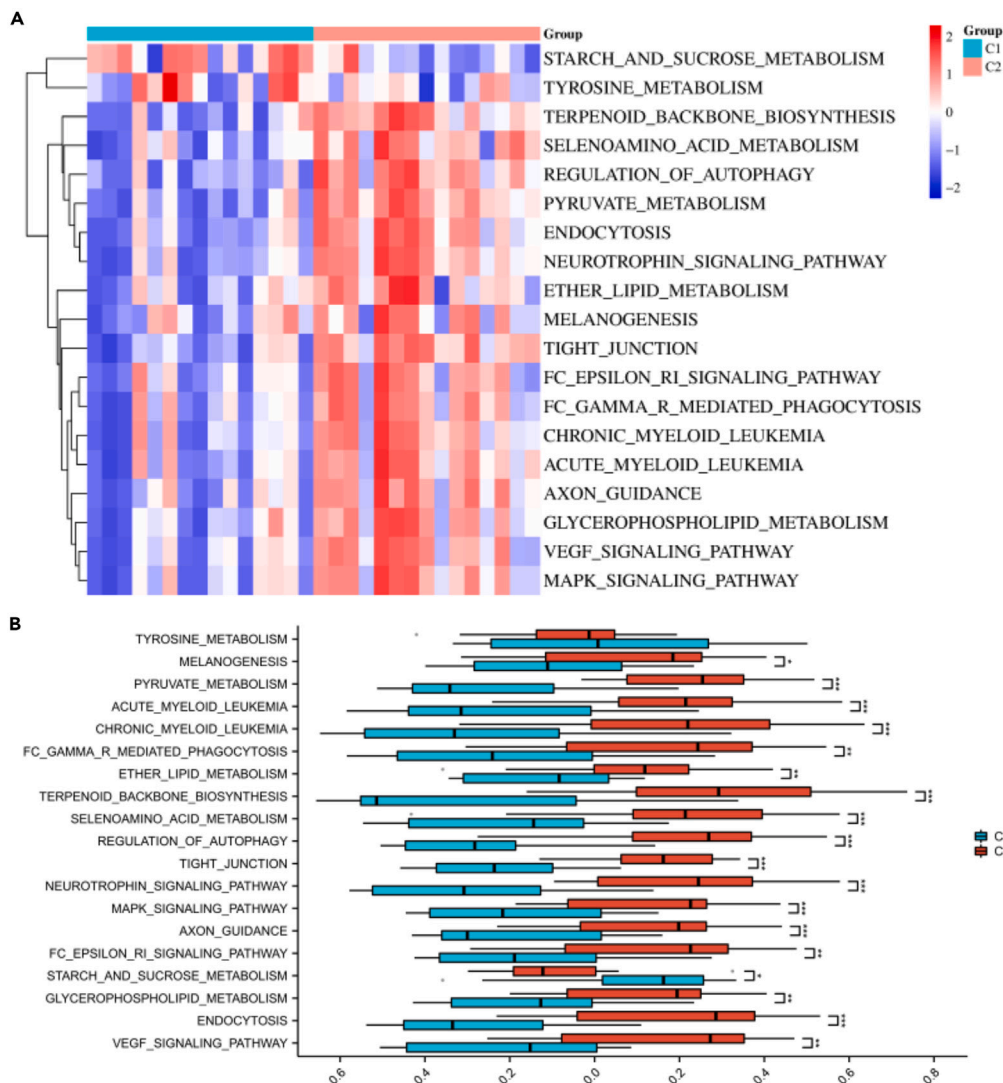 A
Group
STARCH_AND_SUCROSE_METABOLISM
TYROSINE_METABOLISM
TERPENOID_BACKBONE_BIOSYNTHESIS
SELENOAMINO_ACID_METABOLISM
REGULATION_OF_AUTOPHAGY
PYRUVATE_METABOLISM
ENDOCYTOSIS
NEUROTROPHIN_SIGNALING_PATHWAY
ETHER_LIPID_METABOLISM
MELANOGENESIS
TIGHT_JUNCTION
FC_EPSILON_RI_SIGNALING_PATHWAY
FC_GAMMA_R_MEDIATED_PHAGOCYTOSIS
CHRONIC_MYELOID_LEUKEMIA
ACUTE_MYELOID_LEUKEMIA
AXON_GUIDANCE
GLYCEROPHOSPHOLIPID_METABOLISM
VEGF_SIGNALING_PATHWAY
MAPK_SIGNALING_PATHWAY
2
1
0
−1
−2
Group
C1
C2
B
TYROSINE_METABOLISM
MELANOGENESIS *
PYRUVATE_METABOLISM ***
ACUTE_MYELOID_LEUKEMIA ***
CHRONIC_MYELOID_LEUKEMIA ***
FC_GAMMA_R_MEDIATED_PHAGOCYTOSIS **
ETHER_LIPID_METABOLISM **
TERPENOID_BACKBONE_BIOSYNTHESIS ***
SELENOAMINO_ACID_METABOLISM ***
REGULATION_OF_AUTOPHAGY ***
TIGHT_JUNCTION ***
NEUROTROPHIN_SIGNALING_PATHWAY ***
MAPK_SIGNALING_PATHWAY ***
AXON_GUIDANCE ***
FC_EPSILON_RI_SIGNALING_PATHWAY **
STARCH_AND_SUCROSE_METABOLISM *
GLYCEROPHOSPHOLIPID_METABOLISM **
ENDOCYTOSIS ***
VEGF_SIGNALING_PATHWAY **
C
C
0.6 0.4 0.2 0.0 0.2 0.4 0.6 0.8